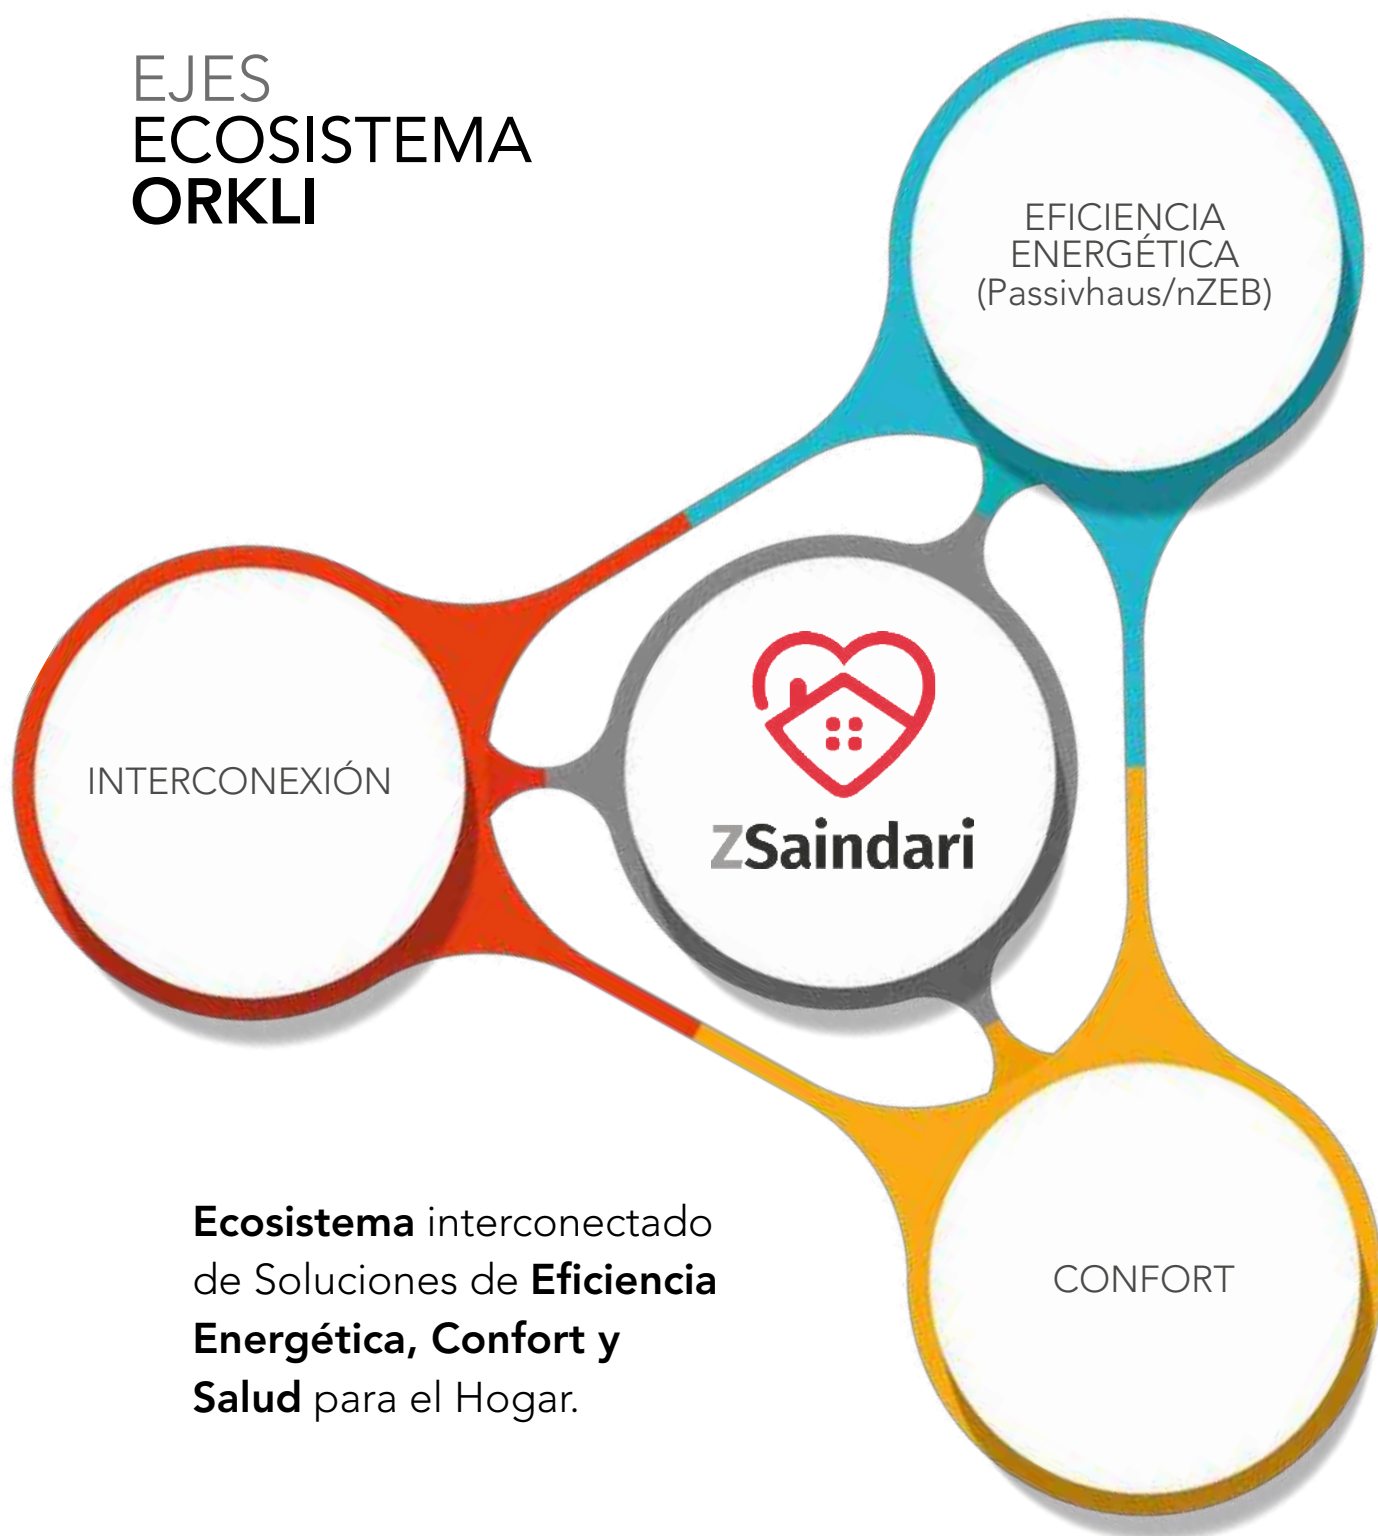 EJES
ECOSISTEMA
ORKLI
EFICIENCIA
ENERGÉTICA
(Passivhaus/nZEB)
INTERCONEXIÓN
ZSaindari
CONFORT
Ecosistema interconectado
de Soluciones de Eficiencia
Energética, Confort y
Salud para el Hogar.